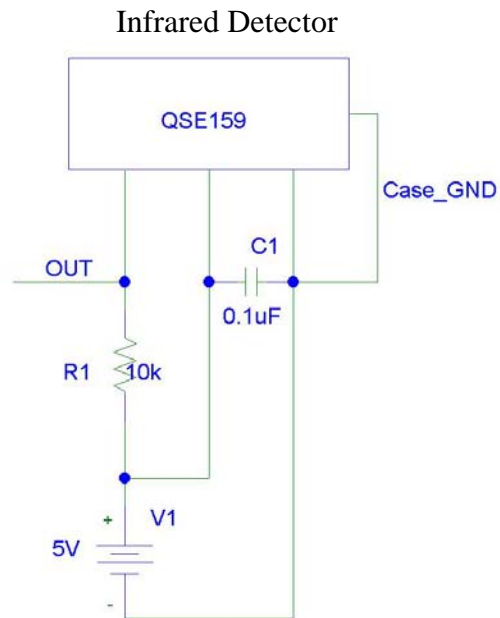 Infrared Detector
QSE159
Case_GND
C1
OUT
0.1uF
R1 10k
+ V1
5V
-